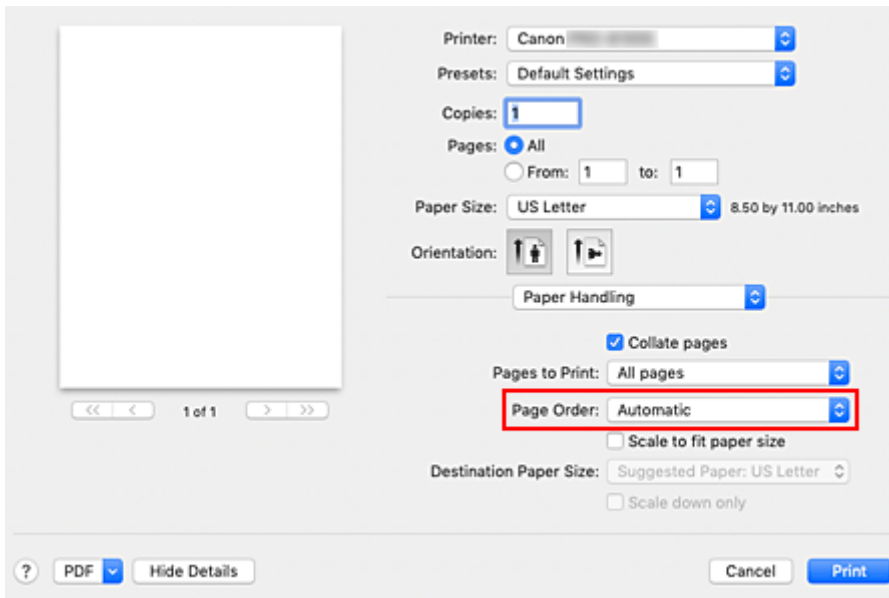 Printer: Canon
Presets: Default Settings
Copies: 1
Pages: All
From: 1 to: 1
Paper Size: US Letter 8.50 by 11.00 inches
Orientation:
Paper Handling
Collate pages
Pages to Print: All pages
<< < 1 of 1 > >>
Page Order: Automatic
Scale to fit paper size
Destination Paper Size: Suggested Paper: US Letter
Scale down only
? PDF Hide Details Cancel Print